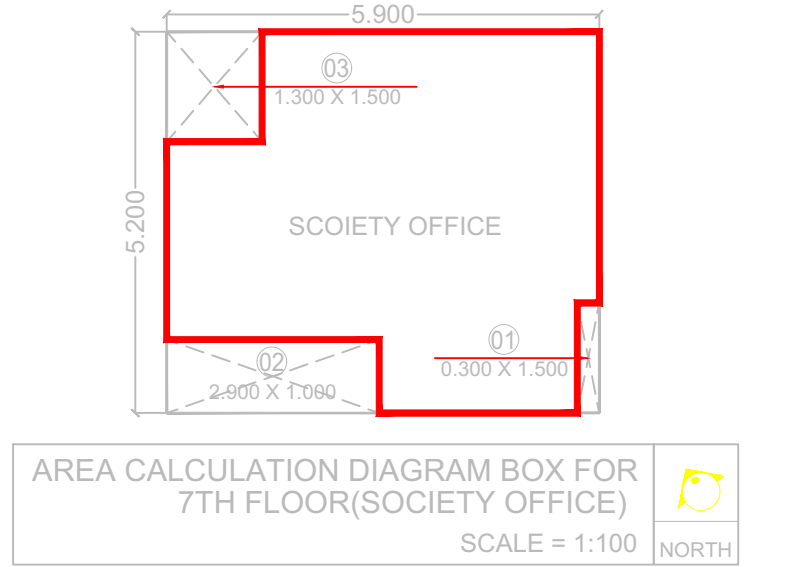 5.900
03
1.300 X 1.500
5.200
SCOIETY OFFICE
01
0.300 X 1.500
02
2.900 X 1.000
AREA CALCULATION DIAGRAM BOX FOR
7TH FLOOR(SOCIETY OFFICE)
SCALE = 1:100
NORTH